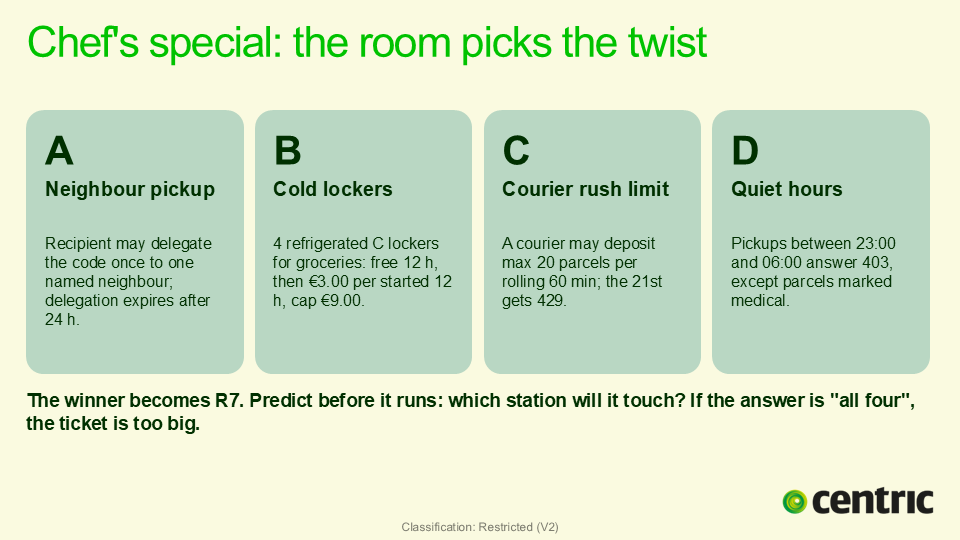 Chef's special: the room picks the twist
A
Neighbour pickup
Recipient may delegate
the code once to one
named neighbour;
delegation expires after
24 h.
B
Cold lockers
4 refrigerated C lockers
for groceries: free 12 h,
then €3.00 per started 12
h, cap €9.00.
C
Courier rush limit
A courier may deposit
max 20 parcels per
rolling 60 min; the 21st
gets 429.
D
Quiet hours
Pickups between 23:00
and 06:00 answer 403,
except parcels marked
medical.
The winner becomes R7. Predict before it runs: which station will it touch? If the answer is "all four",
the ticket is too big.
centric
Classification: Restricted (V2)